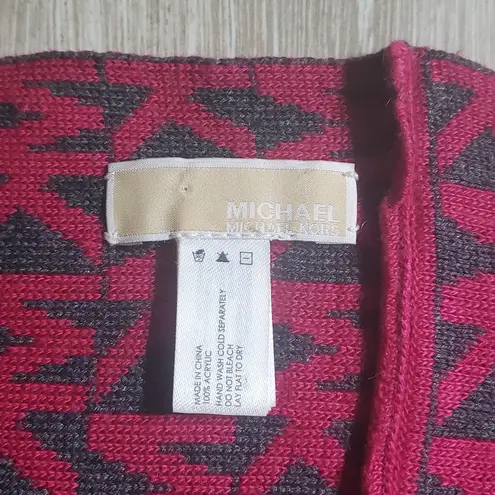 MICHAEL
MICHAEL KORS
MADE IN CHINA
100% ACRYLIC
HAND WASH COLD SEPARATELY
DO NOT BLEACH
LAY FLAT TO DRY